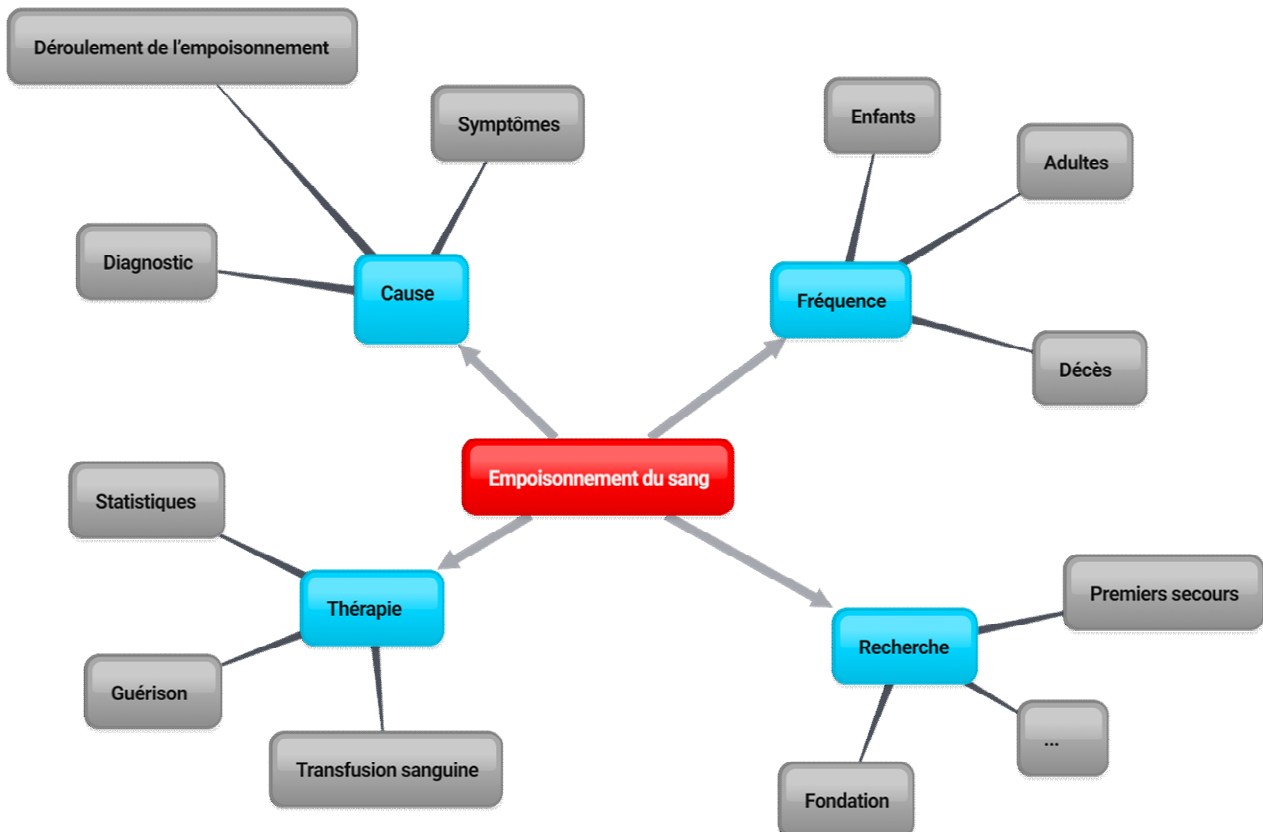 Déroulement de l'empoisonnement
Symptômes
Diagnostic
Cause
Enfants
Adultes
Fréquence
Décès
Empoisonnement du sang
Statistiques
Thérapie
Guérison
Transfusion sanguine
Premiers secours
Recherche
...
Fondation